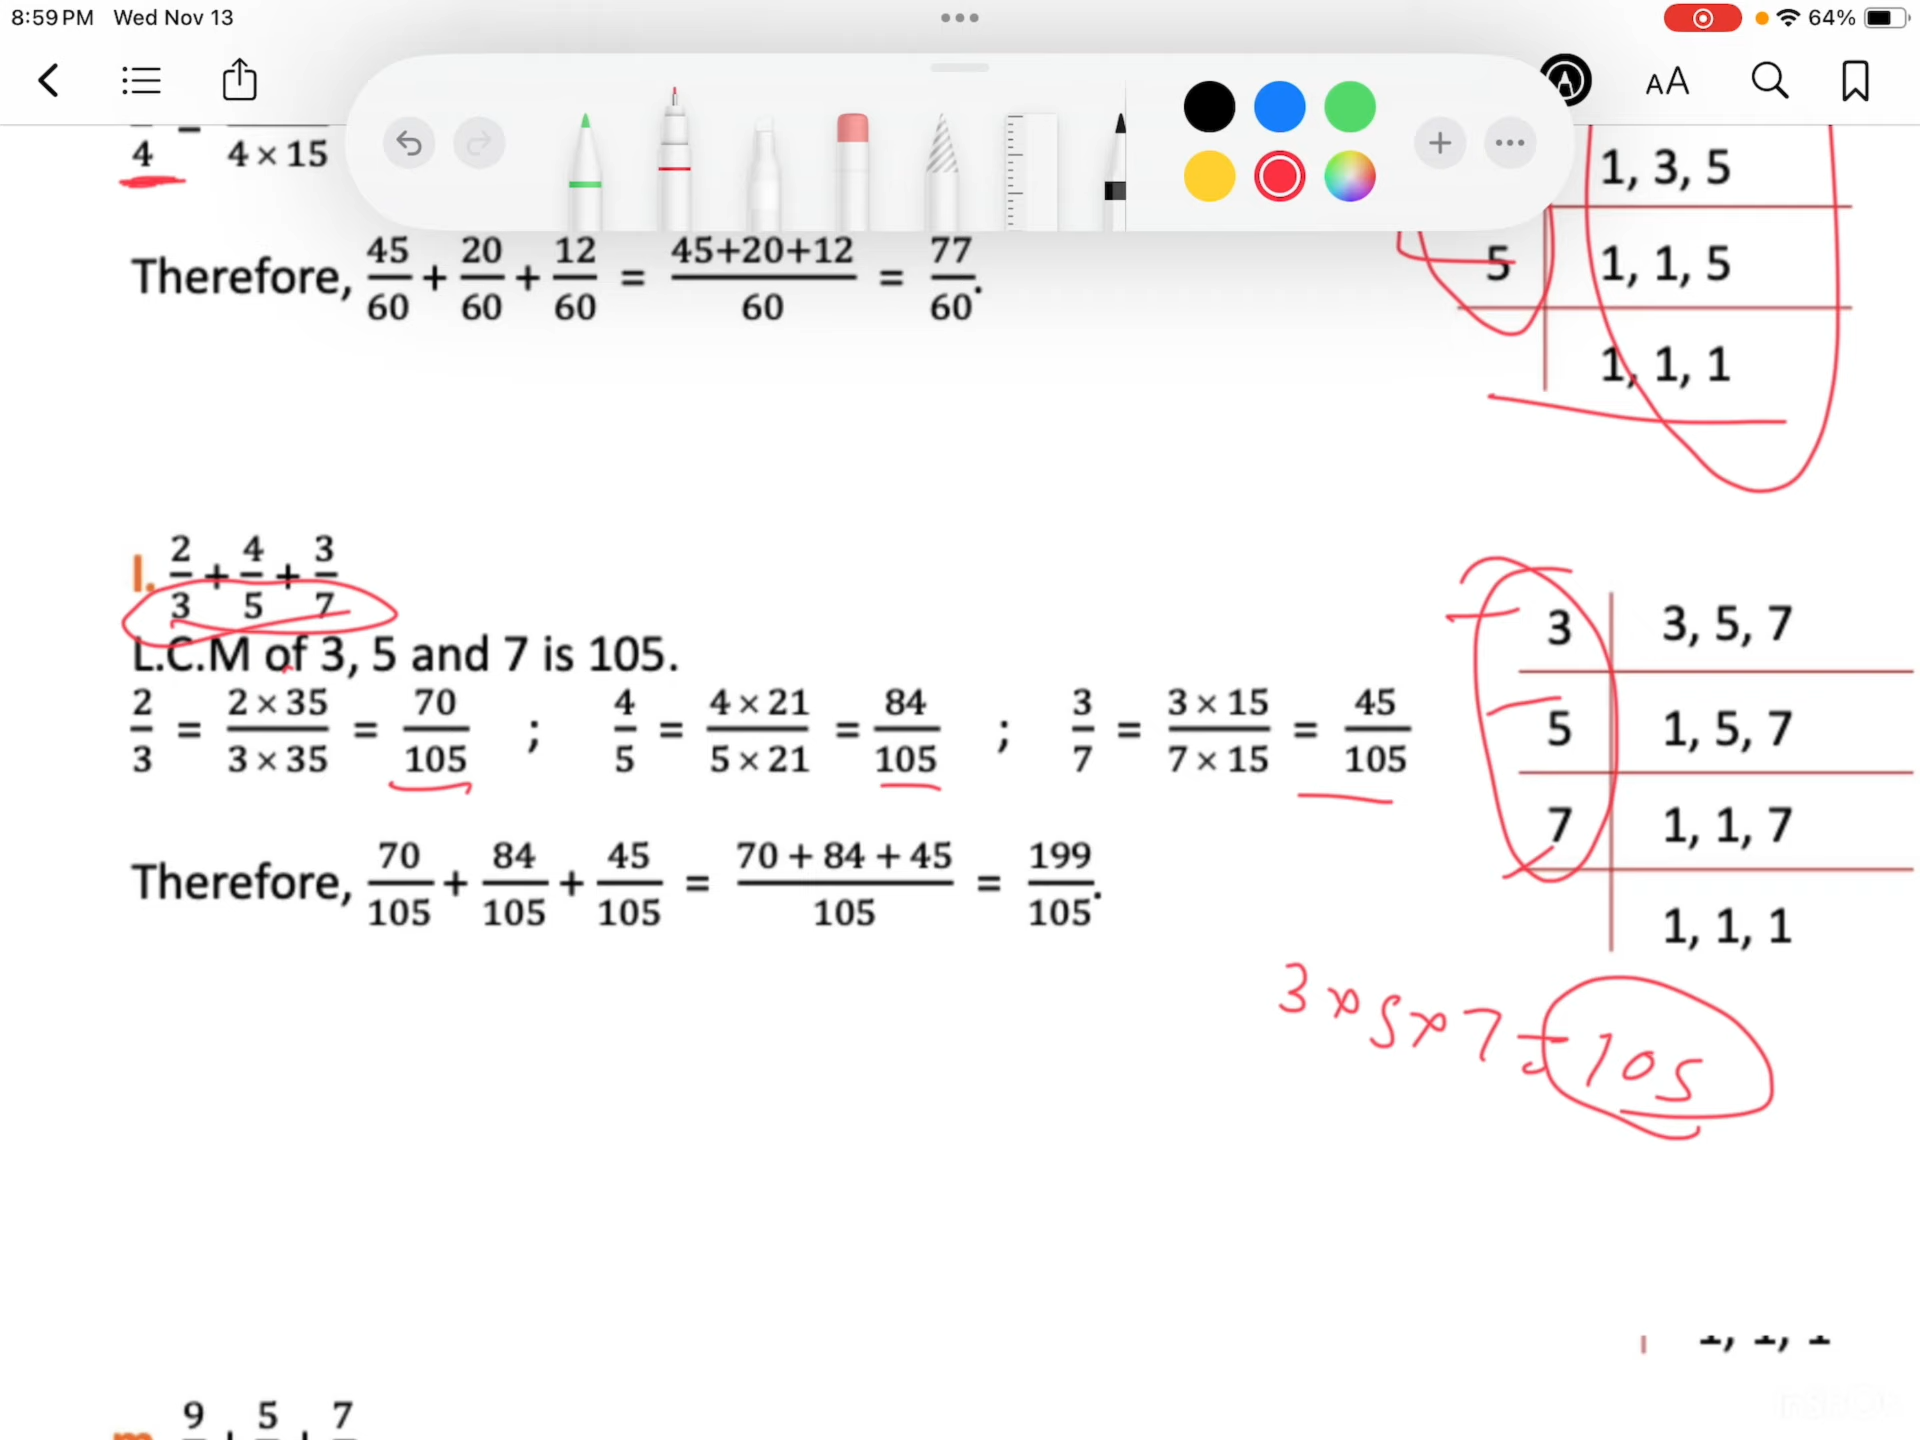 8:59 PM Wed Nov 13
64%
AA
4 = 4 × 15
1, 3, 5
Therefore, 45/60 + 20/60 + 12/60 = 45+20+12/60 = 77/60.
5 1, 1, 5
1, 1, 1
l. 2/3 + 4/5 + 3/7
L.C.M of 3, 5 and 7 is 105.
2/3 = 2 × 35/3 × 35 = 70/105 ; 4/5 = 4 × 21/5 × 21 = 84/105 ; 3/7 = 3 × 15/7 × 15 = 45/105
Therefore, 70/105 + 84/105 + 45/105 = 70 + 84 + 45/105 = 199/105.
3 3, 5, 7
5 1, 5, 7
7 1, 1, 7
1, 1, 1
3 × 5 × 7 = 105
1, 1, 1
9 + 5 + 7